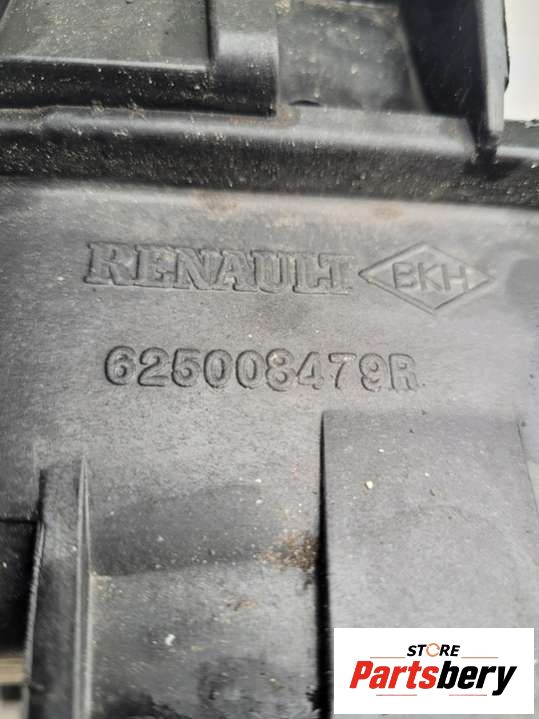 RENAULT BKH
625008479R
STORE
Partsbery